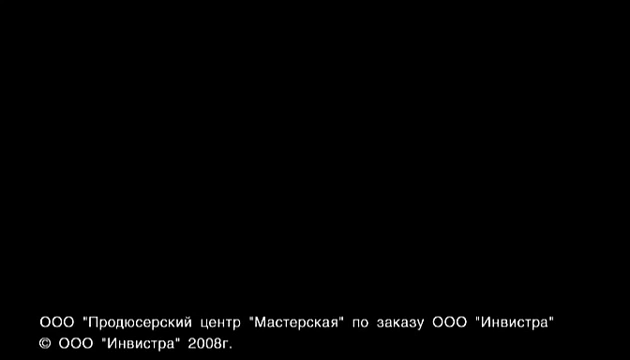 ООО "Продюсерский центр "Мастерская" по заказу ООО "Инвистра"
© ООО "Инвистра" 2008г.